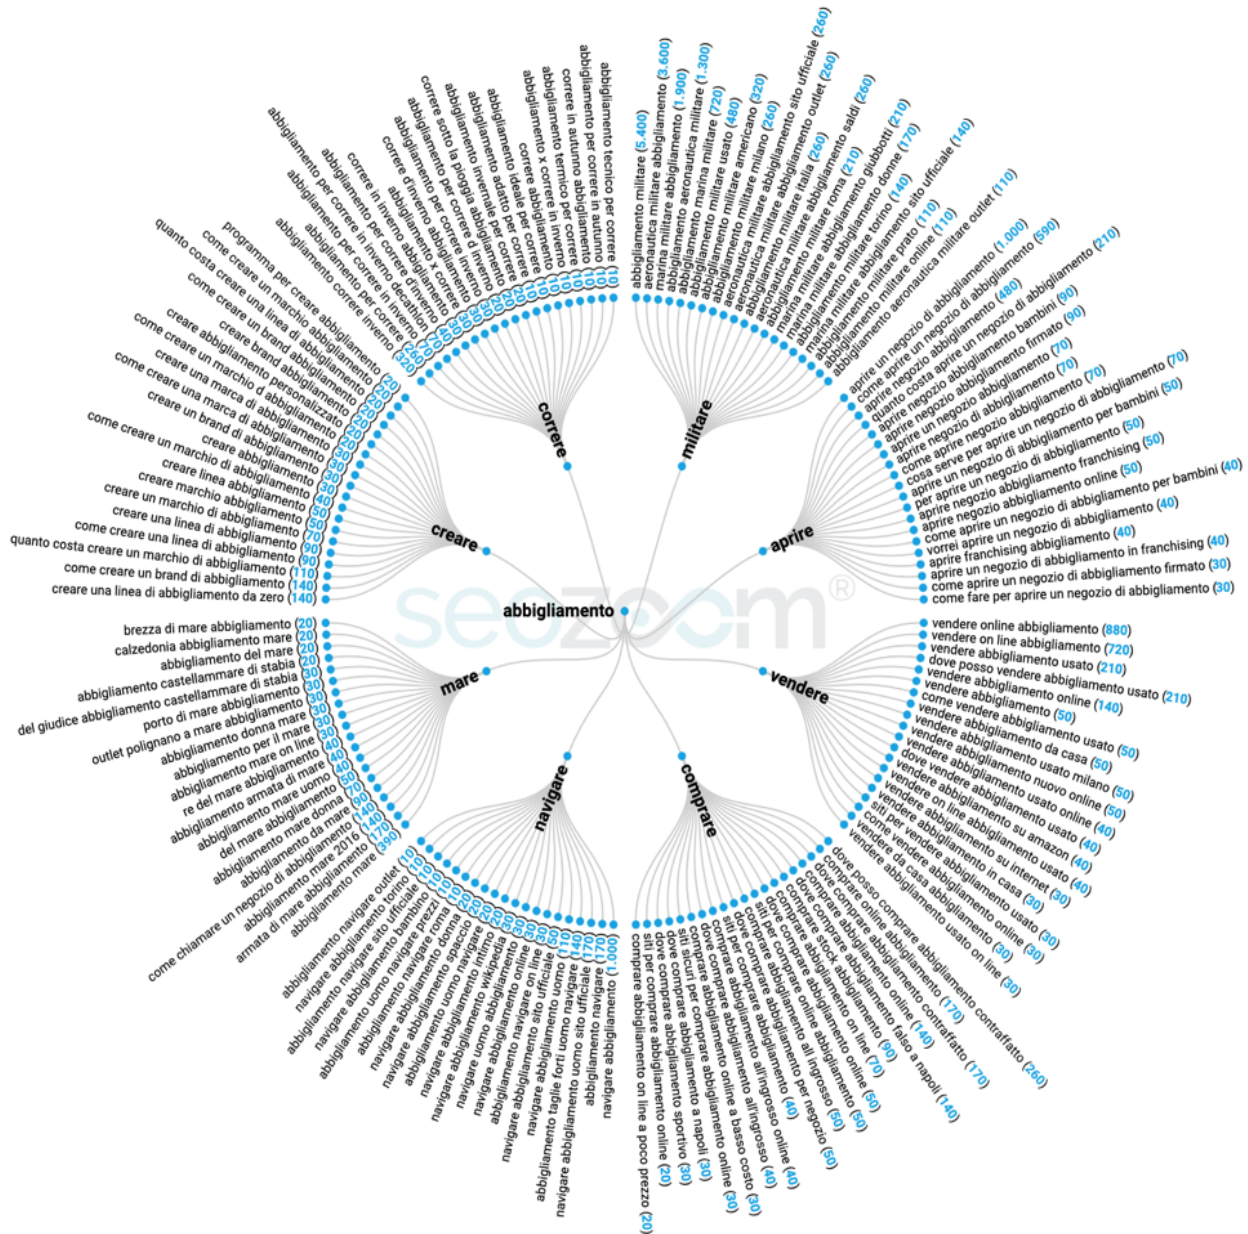 abbigliamento
seozoom®
militare
abbigliamento militare (5.400)
aeronautica militare abbigliamento (3.600)
marina militare abbigliamento (1.900)
abbigliamento aeronautica militare (1.300)
abbigliamento marina militare (720)
abbigliamento militare usato (480)
abbigliamento militare americano (320)
abbigliamento militare milano (260)
aeronautica militare abbigliamento sito ufficiale (260)
aeronautica militare abbigliamento outlet (260)
abbigliamento militare italia (260)
aeronautica militare abbigliamento saldi (260)
abbigliamento militare roma (210)
marina militare abbigliamento giubbotti (210)
marina militare abbigliamento donne (170)
abbigliamento militare torino (140)
marina militare abbigliamento sito ufficiale (140)
abbigliamento militare prato (110)
abbigliamento militare online (110)
abbigliamento aeronautica militare outlet (110)
aprire
aprire un negozio di abbigliamento (1.000)
come aprire un negozio di abbigliamento (590)
aprire negozio abbigliamento (480)
quanto costa aprire un negozio di abbigliamento (210)
aprire negozio abbigliamento bambini (90)
aprire negozio abbigliamento firmato (90)
aprire un negozio abbigliamento (70)
aprire negozio di abbigliamento (70)
come aprire negozio abbigliamento (70)
cosa serve per aprire un negozio di abbigliamento (70)
aprire un negozio di abbigliamento per bambini (50)
per aprire un negozio di abbigliamento (50)
aprire negozio abbigliamento franchising (50)
aprire negozio abbigliamento online (50)
come aprire un negozio di abbigliamento per bambini (40)
vorrei aprire un negozio di abbigliamento (40)
aprire franchising abbigliamento (40)
aprire un negozio di abbigliamento in franchising (40)
come aprire un negozio di abbigliamento firmato (30)
come fare per aprire un negozio di abbigliamento (30)
vendere
vendere online abbigliamento (880)
vendere on line abbigliamento (720)
vendere abbigliamento usato (210)
dove posso vendere abbigliamento usato (210)
vendere abbigliamento online (140)
vendere abbigliamento (50)
come vendere abbigliamento usato (50)
vendere abbigliamento da casa (50)
vendere abbigliamento usato milano (50)
vendere abbigliamento nuovo online (50)
vendere abbigliamento usato online (40)
dove vendere abbigliamento usato (40)
vendere abbigliamento su amazon (40)
vendere on line abbigliamento usato (40)
vendere abbigliamento su internet (30)
vendere abbigliamento in casa (30)
siti per vendere abbigliamento usato (30)
come vendere abbigliamento online (30)
vendere da casa abbigliamento (30)
vendere abbigliamento usato on line (30)
comprare
dove posso comprare abbigliamento contraffatto (260)
comprare online abbigliamento (170)
dove comprare abbigliamento contraffatto (170)
comprare abbigliamento online (140)
dove comprare abbigliamento falso a napoli (140)
comprare stock abbigliamento (90)
comprare abbigliamento on line (70)
dove comprare abbigliamento online (50)
siti per comprare abbigliamento (50)
comprare abbigliamento all ingrosso (50)
dove comprare abbigliamento per negozio (50)
siti per comprare abbigliamento (40)
dove comprare abbigliamento all'ingrosso online (40)
comprare abbigliamento all'ingrosso (40)
dove comprare abbigliamento online a basso costo (30)
siti sicuri per comprare abbigliamento online (30)
dove comprare abbigliamento a napoli (30)
dove comprare abbigliamento sportivo (30)
siti per comprare abbigliamento online (20)
comprare abbigliamento on line a poco prezzo (20)
navigare
navigare abbigliamento (1.000)
abbigliamento navigare (170)
navigare abbigliamento uomo sito ufficiale (170)
abbigliamento taglie forti uomo navigare (140)
navigare abbigliamento uomo (110)
navigare abbigliamento sito ufficiale (50)
abbigliamento navigare on line (30)
navigare abbigliamento online (30)
navigare uomo abbigliamento (30)
navigare abbigliamento wikipedia (30)
abbigliamento navigare intimo (20)
navigare abbigliamento uomo navigare (20)
navigare abbigliamento spaccio (20)
abbigliamento navigare donna (20)
abbigliamento uomo navigare roma (10)
navigare abbigliamento prezzi (10)
abbigliamento navigare bambino (10)
navigare abbigliamento sito ufficiale (10)
abbigliamento navigare torino (10)
abbigliamento navigare outlet (10)
mare
brezza di mare abbigliamento (20)
calzedonia abbigliamento mare (20)
abbigliamento del mare (20)
abbigliamento castellammare di stabia (20)
del giudice abbigliamento castellammare di stabia (30)
porto di mare abbigliamento (30)
outlet polignano a mare abbigliamento (30)
abbigliamento donna mare (30)
abbigliamento per il mare (30)
abbigliamento mare on line (30)
re del mare abbigliamento (40)
abbigliamento armata di mare (40)
abbigliamento mare uomo (40)
del mare abbigliamento (50)
abbigliamento mare donna (70)
abbigliamento da mare (90)
come chiamare un negozio di abbigliamento (140)
abbigliamento mare 2016 (140)
armata di mare abbigliamento (170)
abbigliamento mare (390)
creare
programma per creare abbigliamento (20)
come creare un marchio abbigliamento (20)
quanto costa creare una linea di abbigliamento (20)
come creare un brand abbigliamento (20)
creare brand abbigliamento (20)
creare abbigliamento personalizzato (20)
come creare un marchio d abbigliamento (20)
creare una marca di abbigliamento (30)
come creare una marca di abbigliamento (30)
creare un brand di abbigliamento (30)
creare abbigliamento (30)
come creare un marchio di abbigliamento (40)
creare linea abbigliamento (50)
creare marchio abbigliamento (50)
creare un marchio di abbigliamento (70)
creare una linea di abbigliamento (90)
come creare una linea di abbigliamento (90)
quanto costa creare un marchio di abbigliamento (110)
come creare un brand di abbigliamento (140)
creare una linea di abbigliamento da zero (140)
correre
abbigliamento tecnico per correre (10)
abbigliamento per correre in autunno (10)
correre in autunno abbigliamento (10)
abbigliamento termico per correre (10)
abbigliamento x correre in inverno (10)
correre abbigliamento (10)
abbigliamento ideale per correre (10)
abbigliamento adatto per correre (10)
abbigliamento invernale per correre (20)
correre sotto la pioggia abbigliamento (20)
abbigliamento per correre d'inverno (20)
abbigliamento per correre inverno (30)
correre d'inverno abbigliamento (30)
abbigliamento x correre (30)
correre in inverno abbigliamento (30)
abbigliamento per correre d'inverno (40)
abbigliamento per correre decathlon (70)
abbigliamento per correre in inverno (70)
abbigliamento per correre (260)
abbigliamento correre inverno (320)